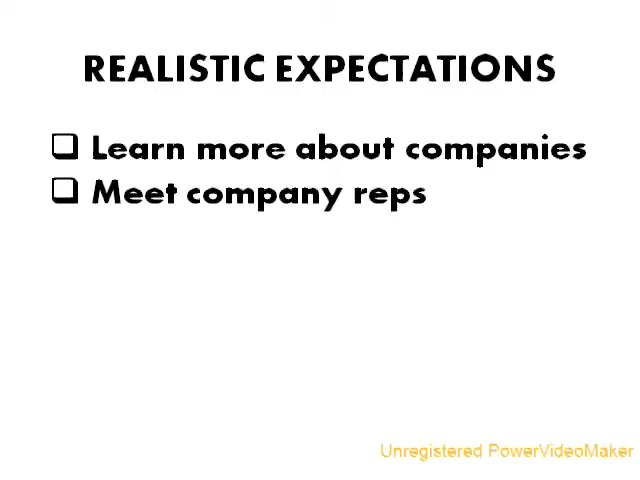 REALISTIC EXPECTATIONS
❑ Learn more about companies
❑ Meet company reps
Unregistered PowerVideoMaker